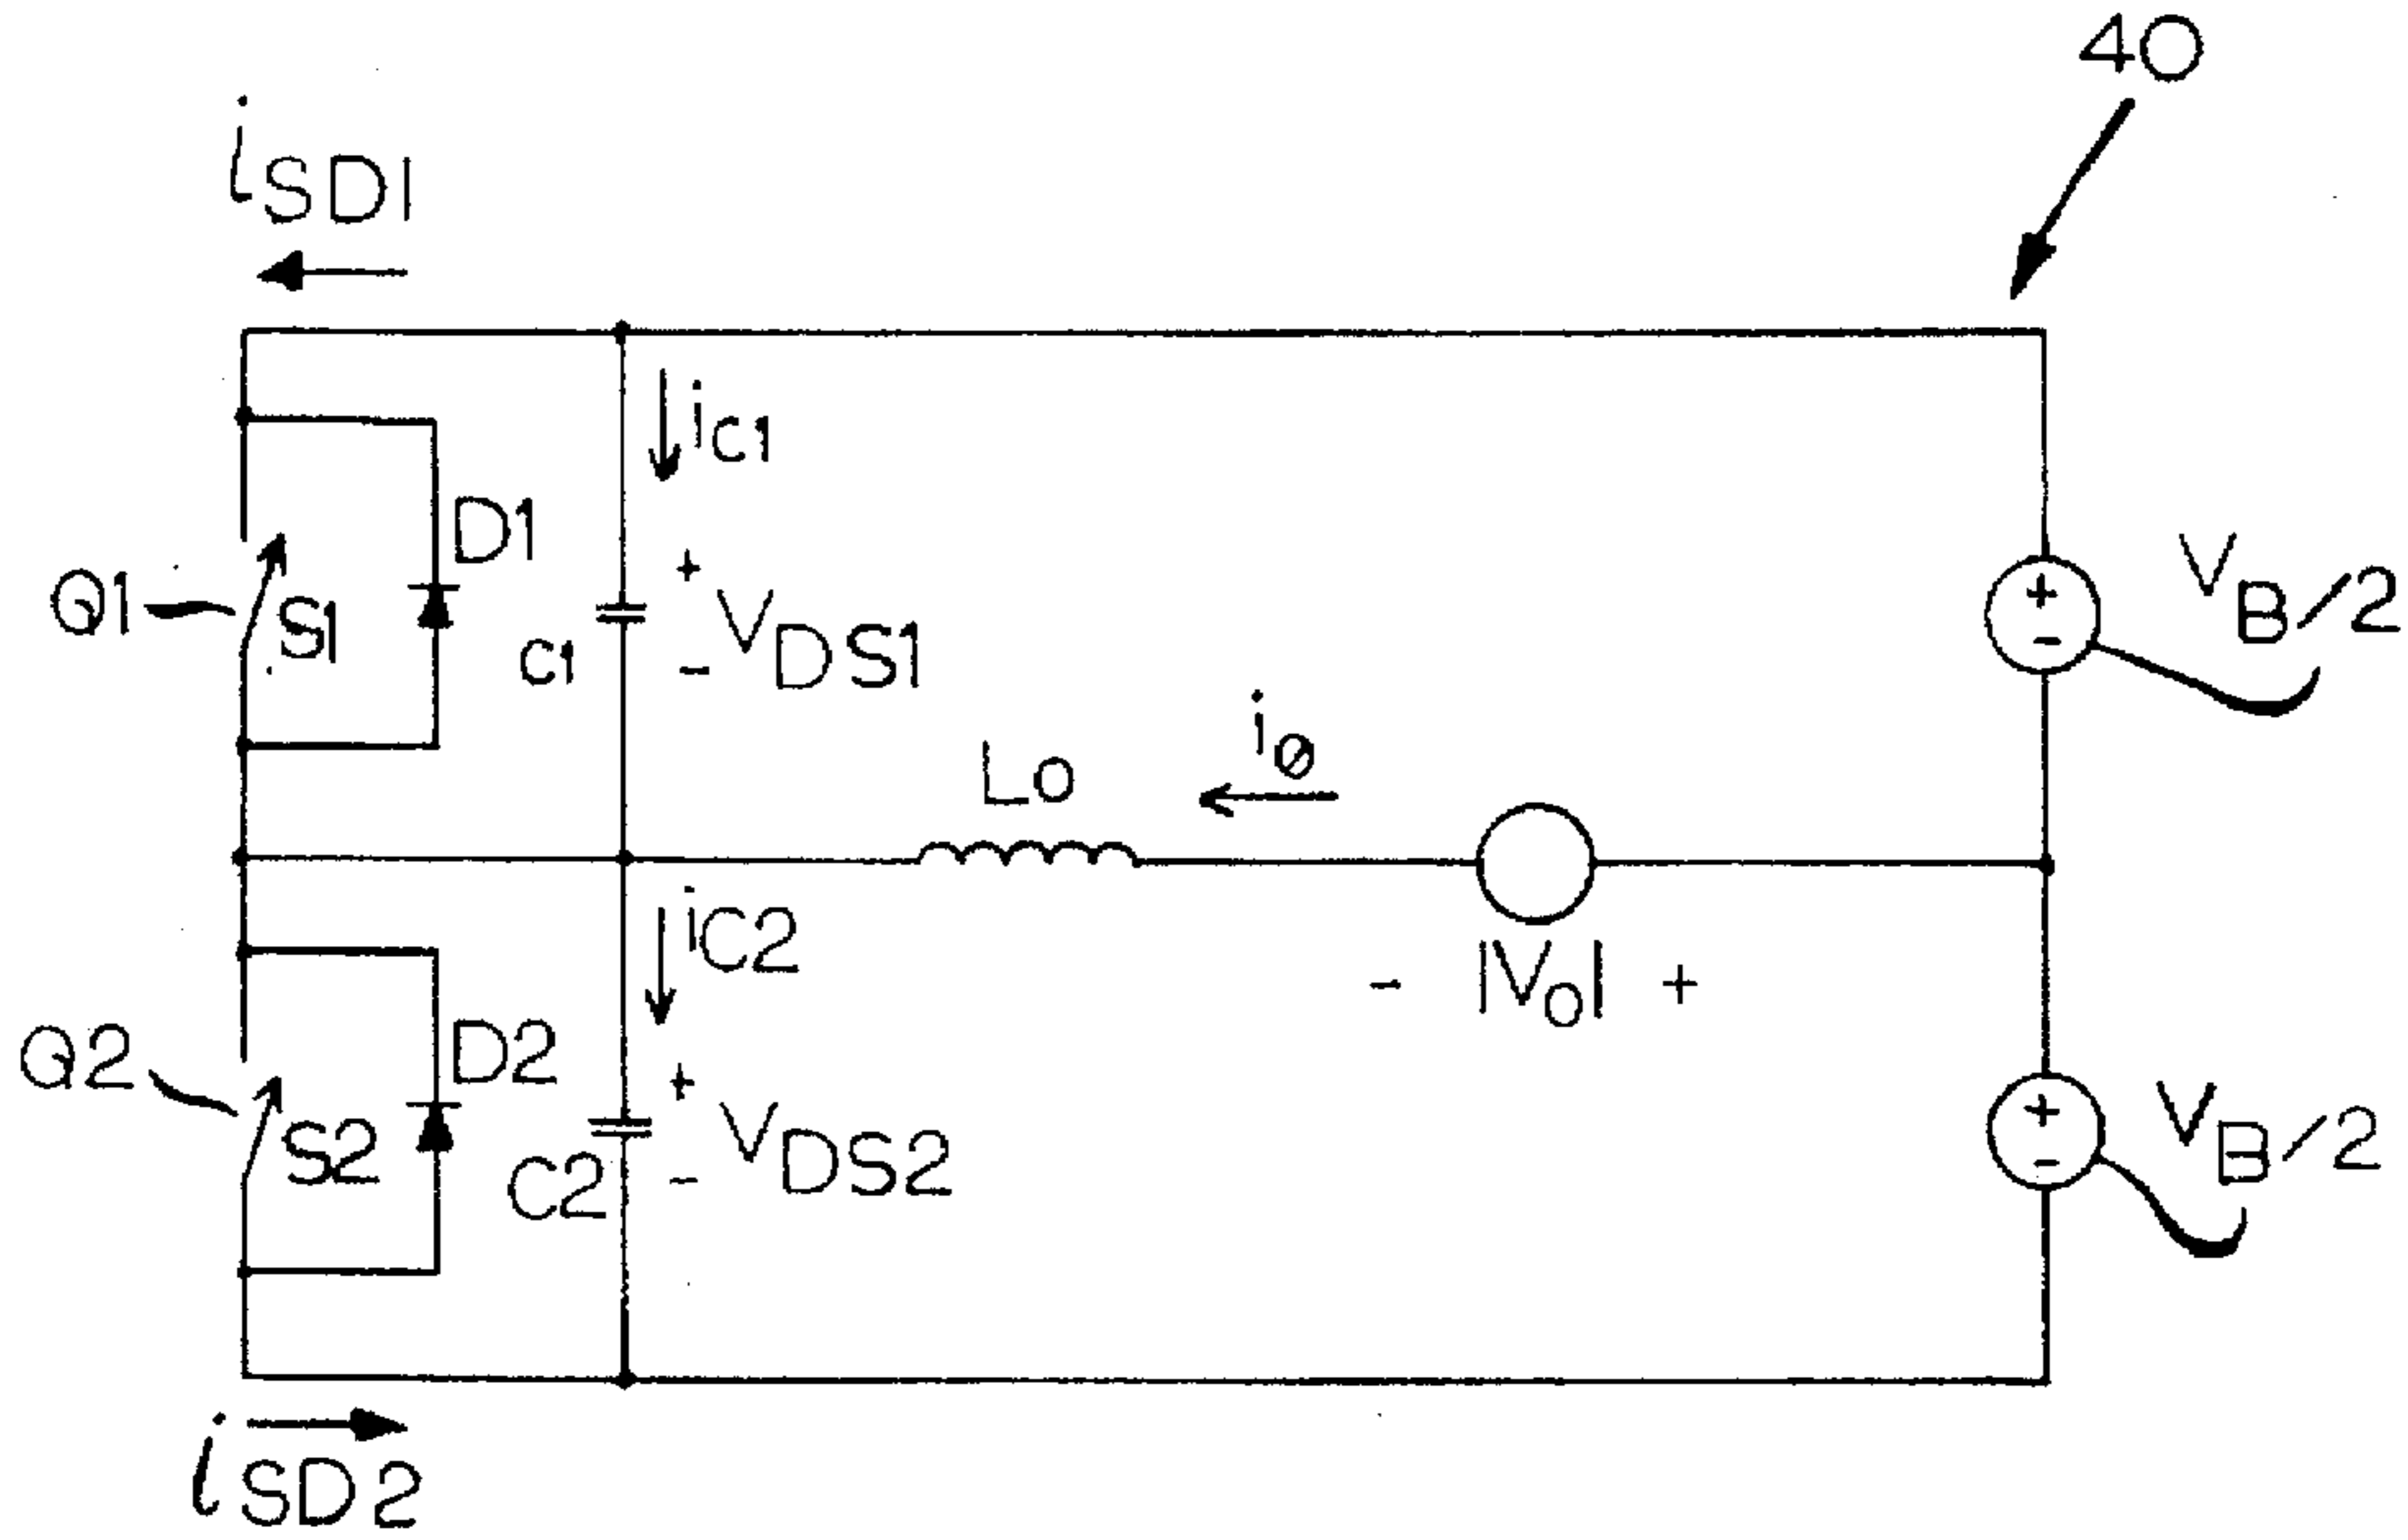 40
iSD1
iC1
D1
Q1
S1
C1
+
VDS1
-
+
-
VB/2
Lo
iø
iC2
- |Vo| +
Q2
D2
S2
C2
+
VDS2
-
+
-
VB/2
iSD2